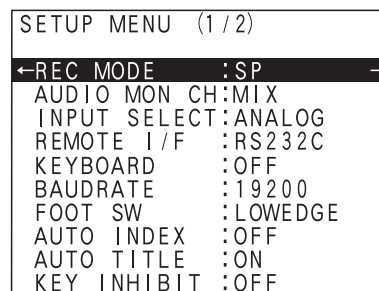 SETUP MENU (1/2)
←REC MODE :SP
AUDIO MON CH:MIX
INPUT SELECT:ANALOG
REMOTE I/F :RS232C
KEYBOARD :OFF
BAUDRATE :19200
FOOT SW :LOWEDGE
AUTO INDEX :OFF
AUTO TITLE :ON
KEY INHIBIT :OFF